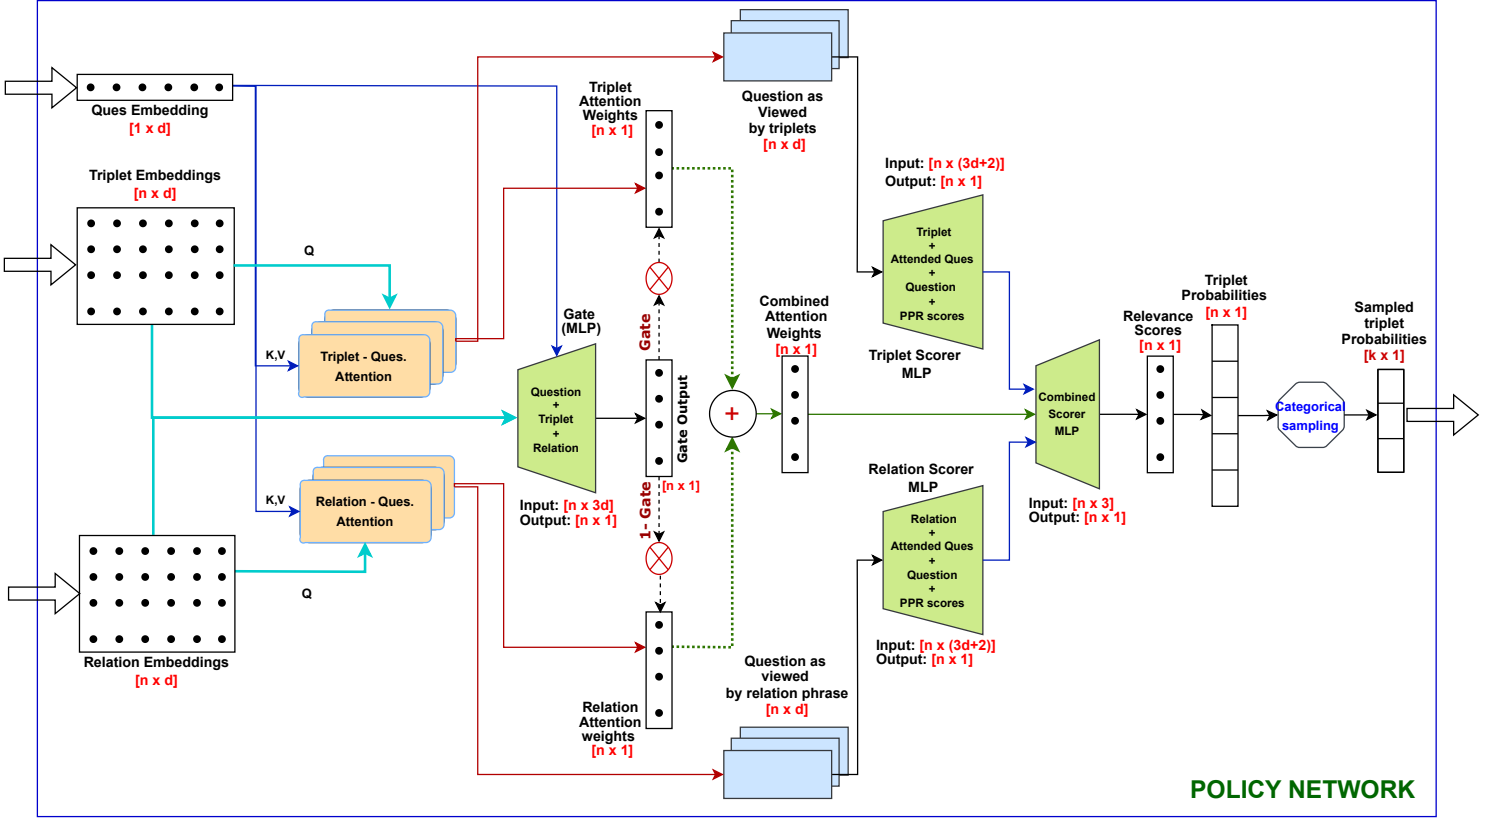 Ques Embedding
[1 x d]
Triplet Embeddings
[n x d]
Q
K,V
Triplet - Ques.
Attention
K,V
Relation - Ques.
Attention
Q
Relation Embeddings
[n x d]
Gate
(MLP)
Question
+
Triplet
+
Relation
Input: [n x 3d]
Output: [n x 1]
Triplet
Attention
Weights
[n x 1]
Gate
Gate Output
[n x 1]
1- Gate
Relation
Attention
weights
[n x 1]
Question as
Viewed
by triplets
[n x d]
+
Combined
Attention
Weights
[n x 1]
Question as
viewed
by relation phrase
[n x d]
Input: [n x (3d+2)]
Output: [n x 1]
Triplet
+
Attended Ques
+
Question
+
PPR scores
Triplet Scorer
MLP
Relation Scorer
MLP
Relation
+
Attended Ques
+
Question
+
PPR scores
Input: [n x (3d+2)]
Output: [n x 1]
Combined
Scorer
MLP
Input: [n x 3]
Output: [n x 1]
Relevance
Scores
[n x 1]
Triplet
Probabilities
[n x 1]
Categorical
sampling
Sampled
triplet
Probabilities
[k x 1]
POLICY NETWORK